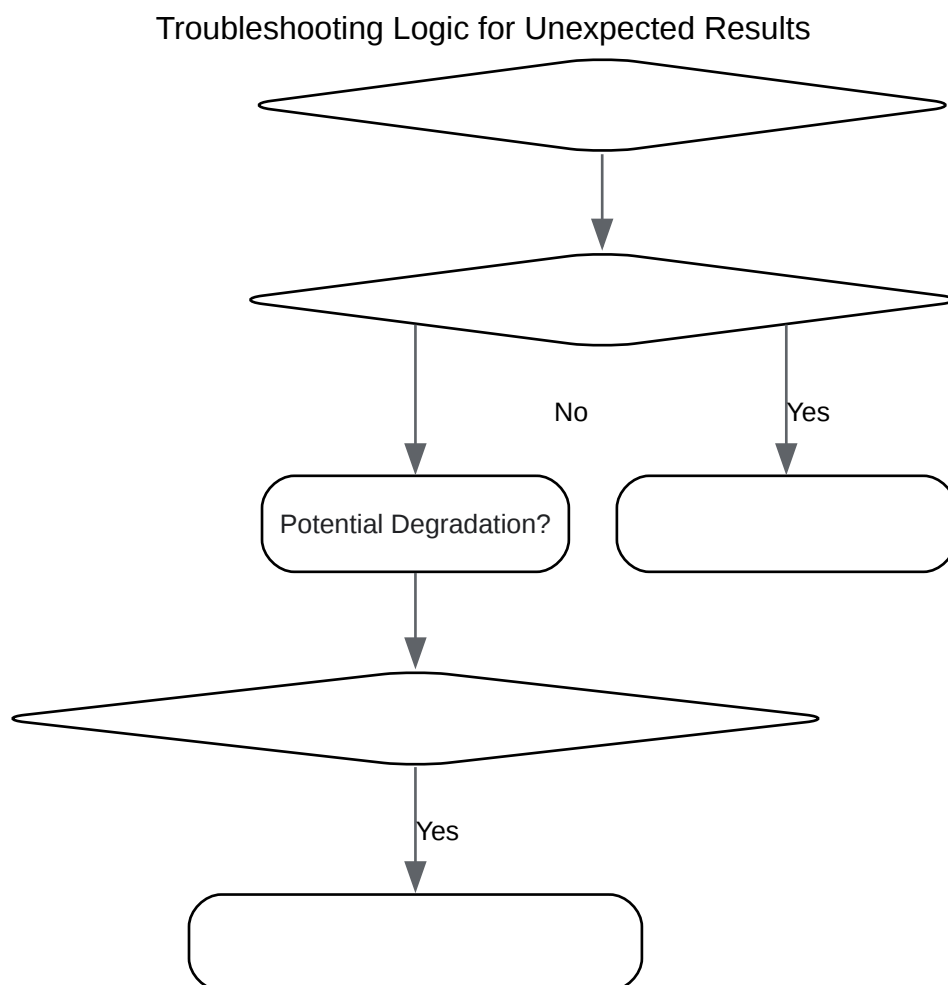 Troubleshooting Logic for Unexpected Results
No
Yes
Potential Degradation?
Yes